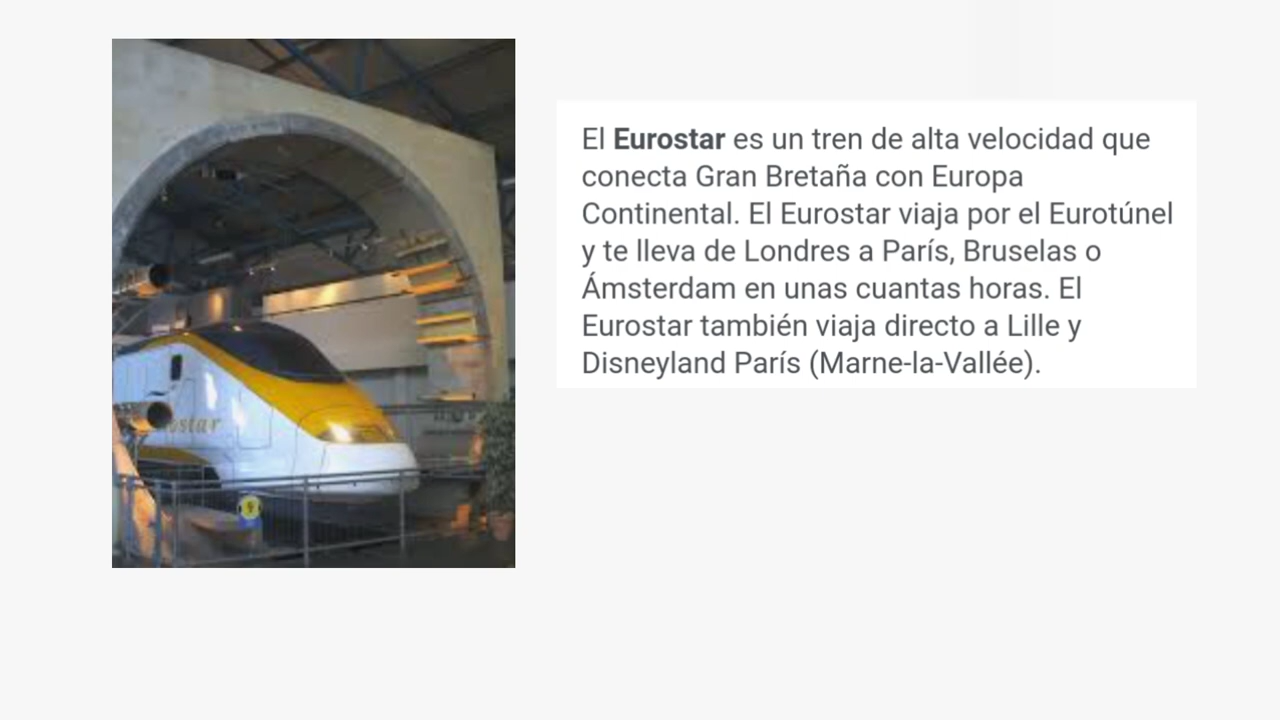 El Eurostar es un tren de alta velocidad que
conecta Gran Bretaña con Europa
Continental. El Eurostar viaja por el Eurotúnel
y te lleva de Londres a París, Bruselas o
Ámsterdam en unas cuantas horas. El
Eurostar también viaja directo a Lille y
Disneyland París (Marne-la-Vallée).